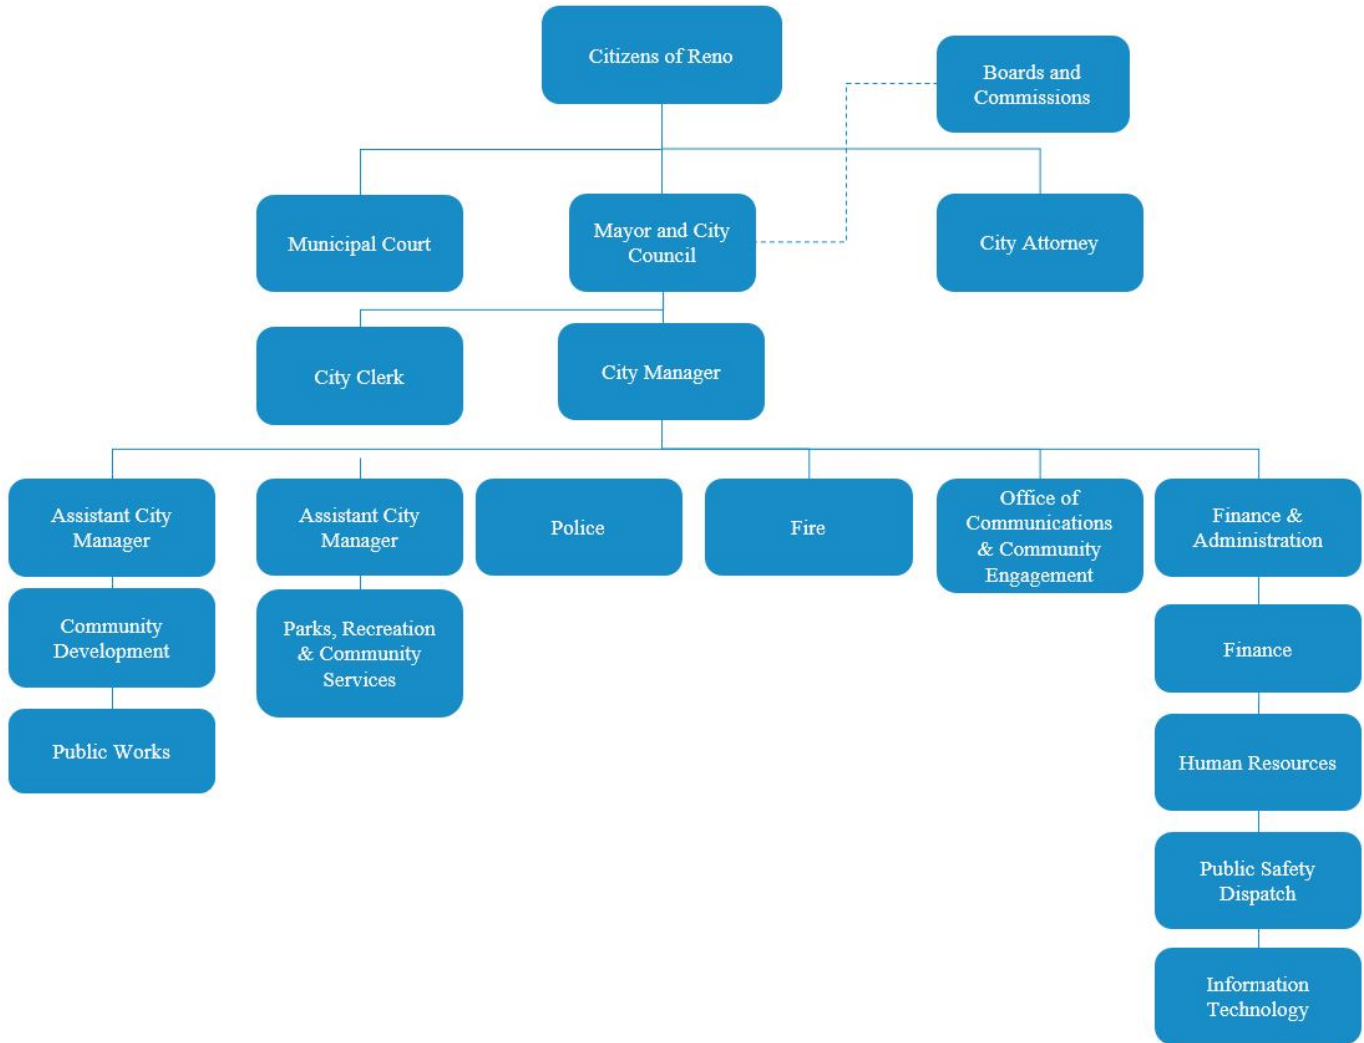 Citizens of Reno
Boards and
Commissions
Municipal Court
Mayor and City
Council
City Attorney
City Clerk
City Manager
Assistant City
Manager
Assistant City
Manager
Police
Fire
Office of
Communications
& Community
Engagement
Finance &
Administration
Community
Development
Parks, Recreation
& Community
Services
Finance
Public Works
Human Resources
Public Safety
Dispatch
Information
Technology